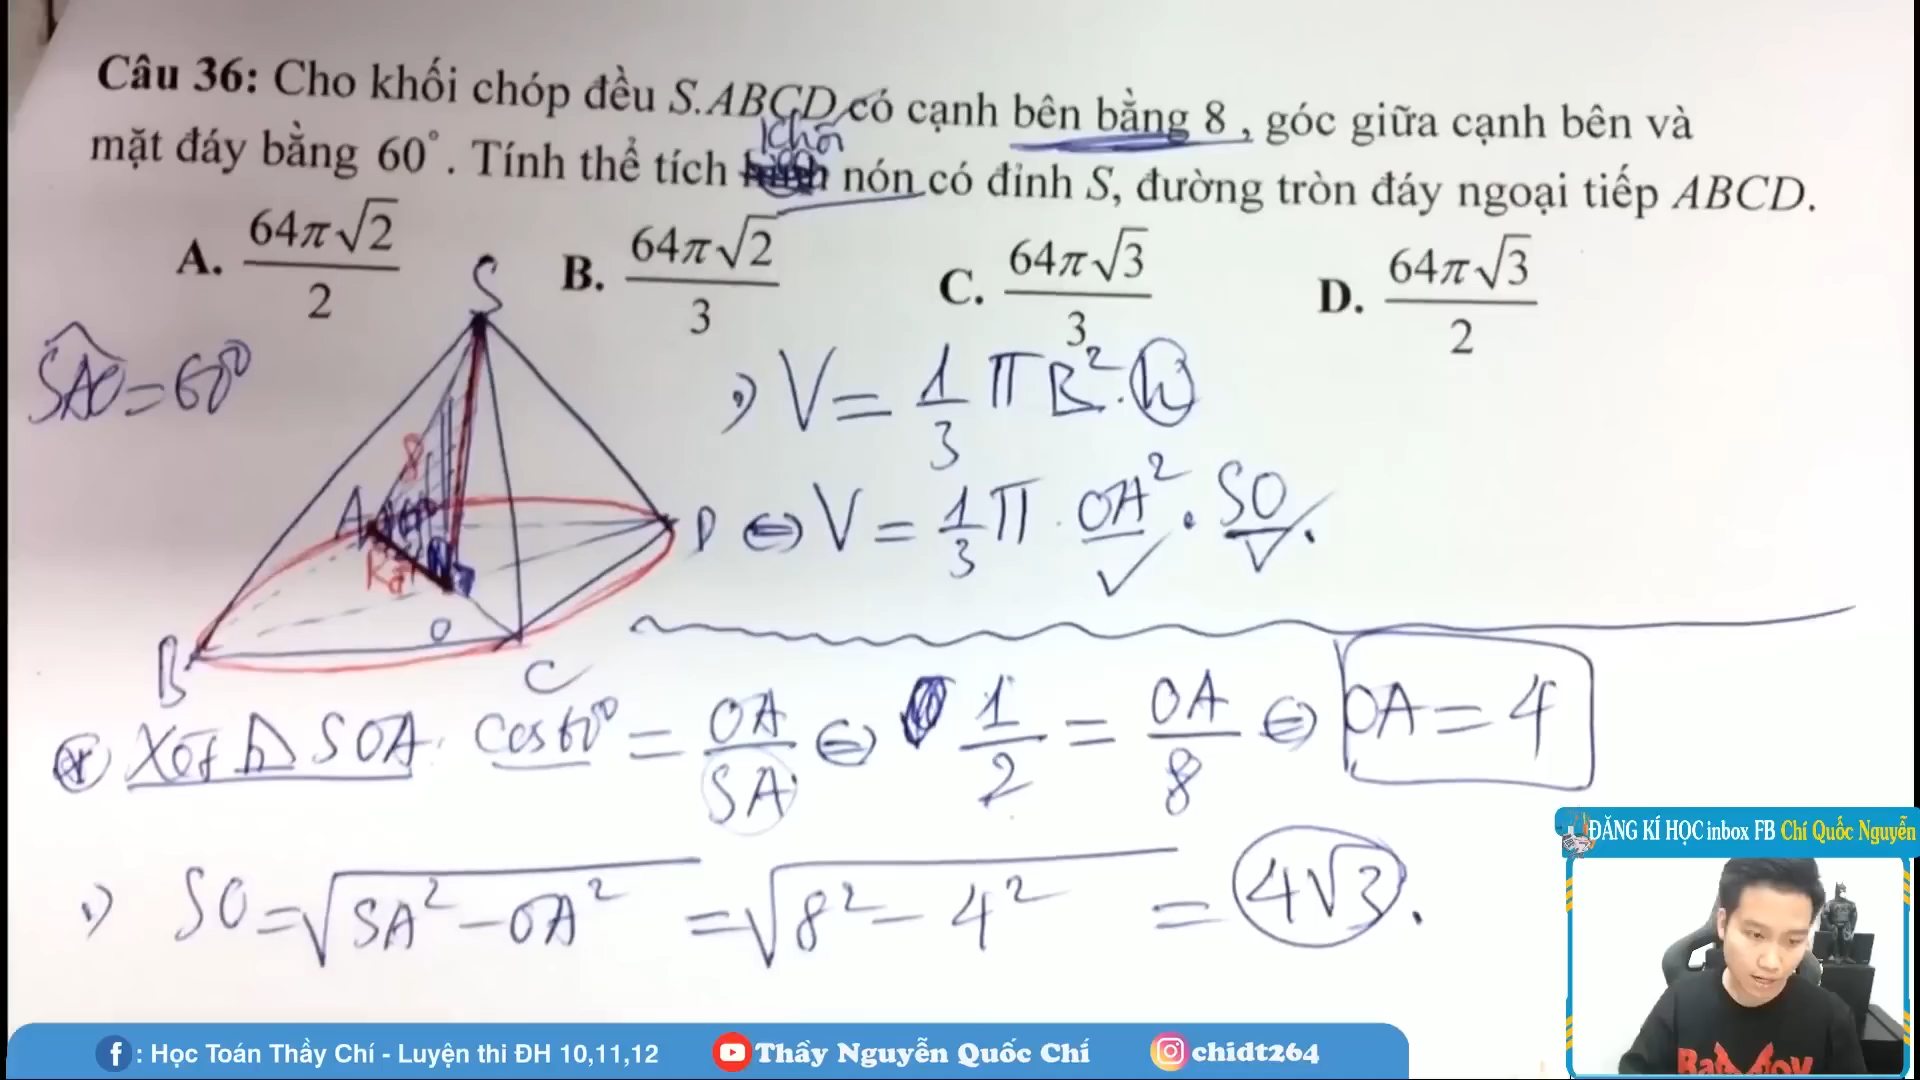 Câu 36: Cho khối chóp đều S.ABCD có cạnh bên bằng 8 , góc giữa cạnh bên và
mặt đáy bằng 60°. Tính thể tích khối nón có đỉnh S, đường tròn đáy ngoại tiếp ABCD.
A. 64π√2/2 B. 64π√2/3 C. 64π√3/3 D. 64π√3/2
S
SAO = 60°
V = 1/3 π R² . h
8
A
D ⇔ V = 1/3 π . OA² . SO .
R
O
B C
Xét Δ SOA . cos60° = OA/SA ⇔ 1/2 = OA/8 ⇔ OA = 4
SO = √SA² - OA² = √8² - 4² = 4√3 .
ĐĂNG KÍ HỌC inbox FB Chí Quốc Nguyễn
f : Học Toán Thầy Chí - Luyện thi ĐH 10,11,12 Thầy Nguyễn Quốc Chí chidt264